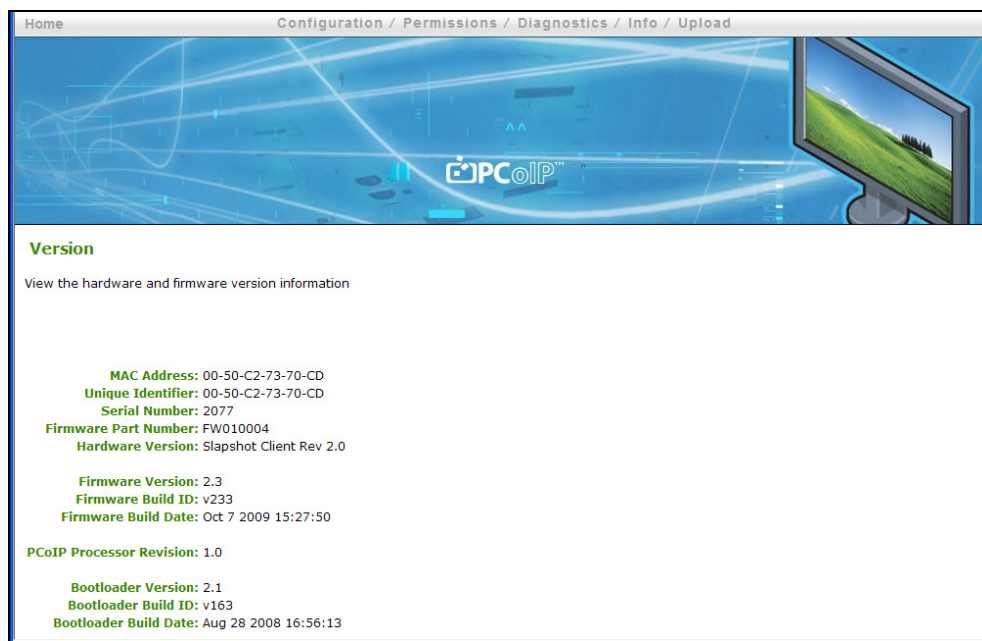 Home
Configuration / Permissions / Diagnostics / Info / Upload
PCoIP™
Version
View the hardware and firmware version information
MAC Address: 00-50-C2-73-70-CD
Unique Identifier: 00-50-C2-73-70-CD
Serial Number: 2077
Firmware Part Number: FW010004
Hardware Version: Slapshot Client Rev 2.0
Firmware Version: 2.3
Firmware Build ID: v233
Firmware Build Date: Oct 7 2009 15:27:50
PCoIP Processor Revision: 1.0
Bootloader Version: 2.1
Bootloader Build ID: v163
Bootloader Build Date: Aug 28 2008 16:56:13